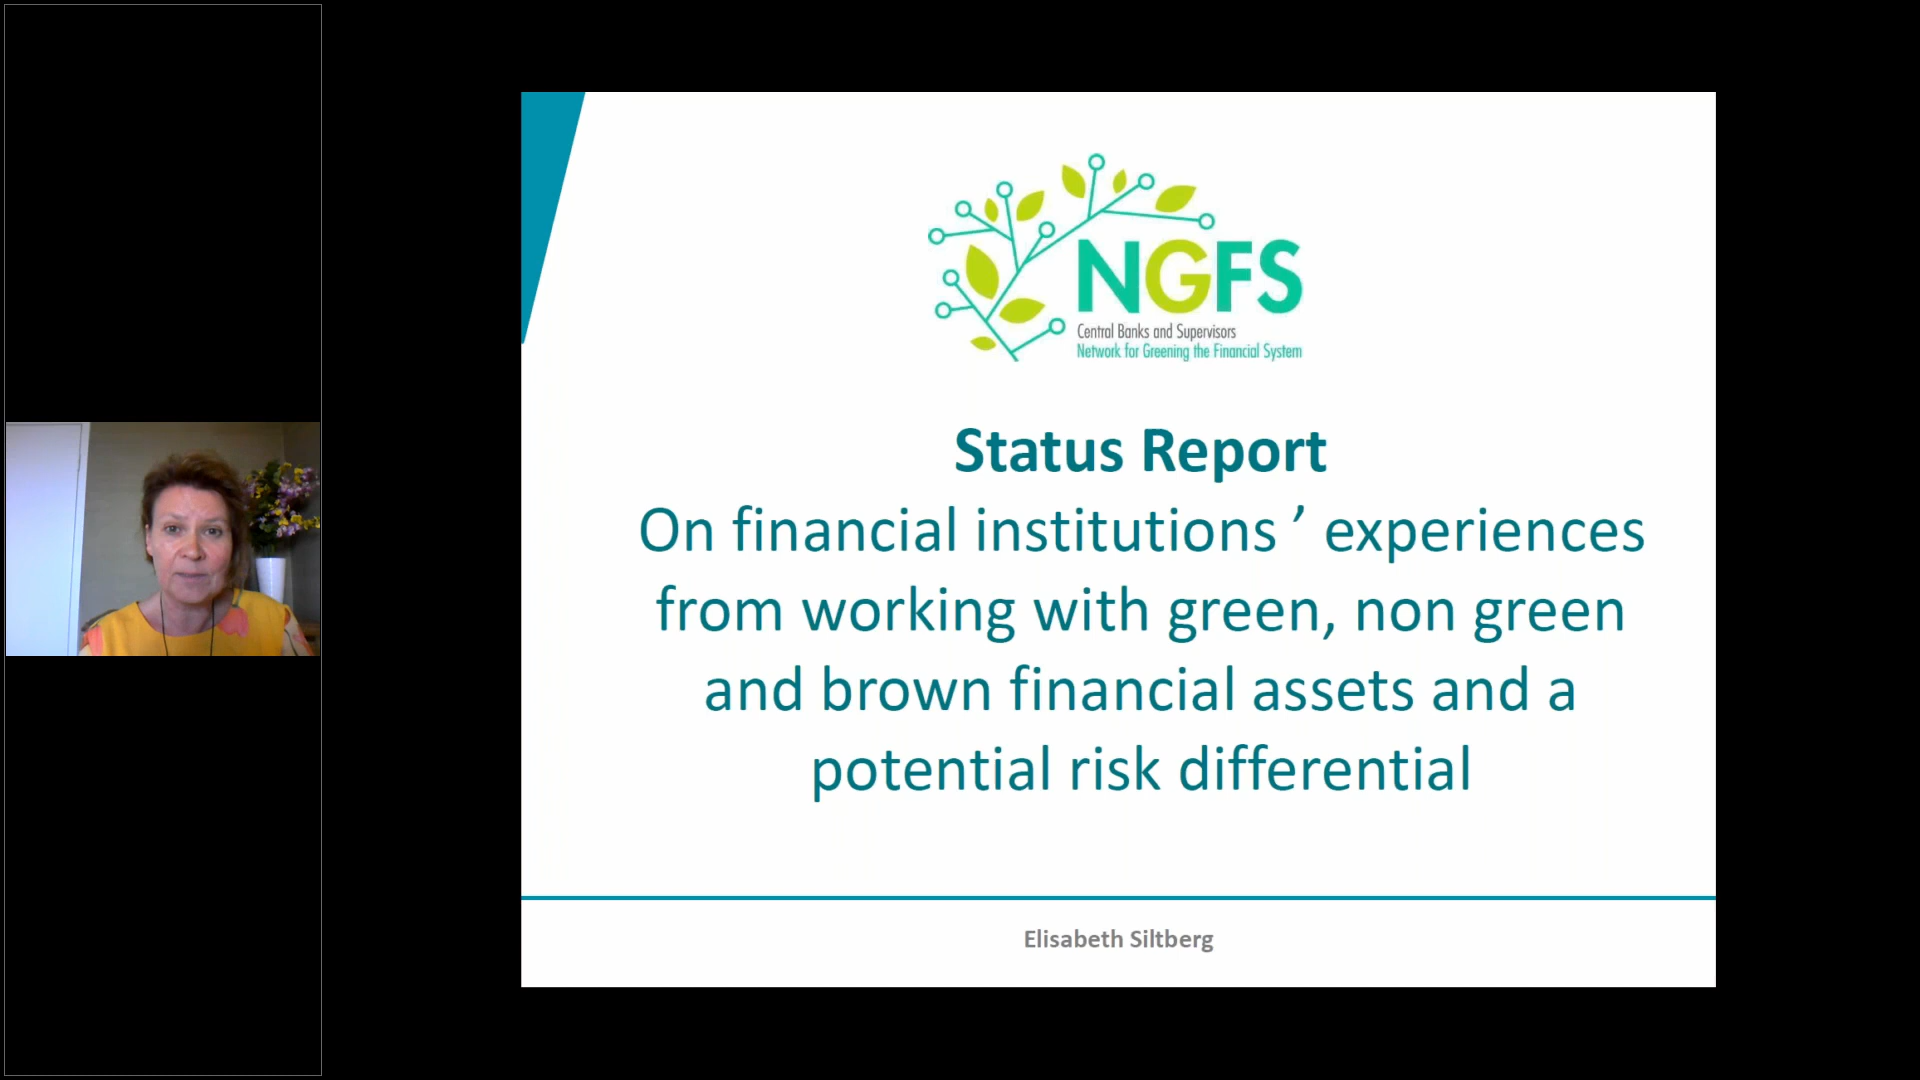 NGFS
Central Banks and Supervisors
Network for Greening the Financial System
Status Report
On financial institutions ’ experiences
from working with green, non green
and brown financial assets and a
potential risk differential
Elisabeth Siltberg